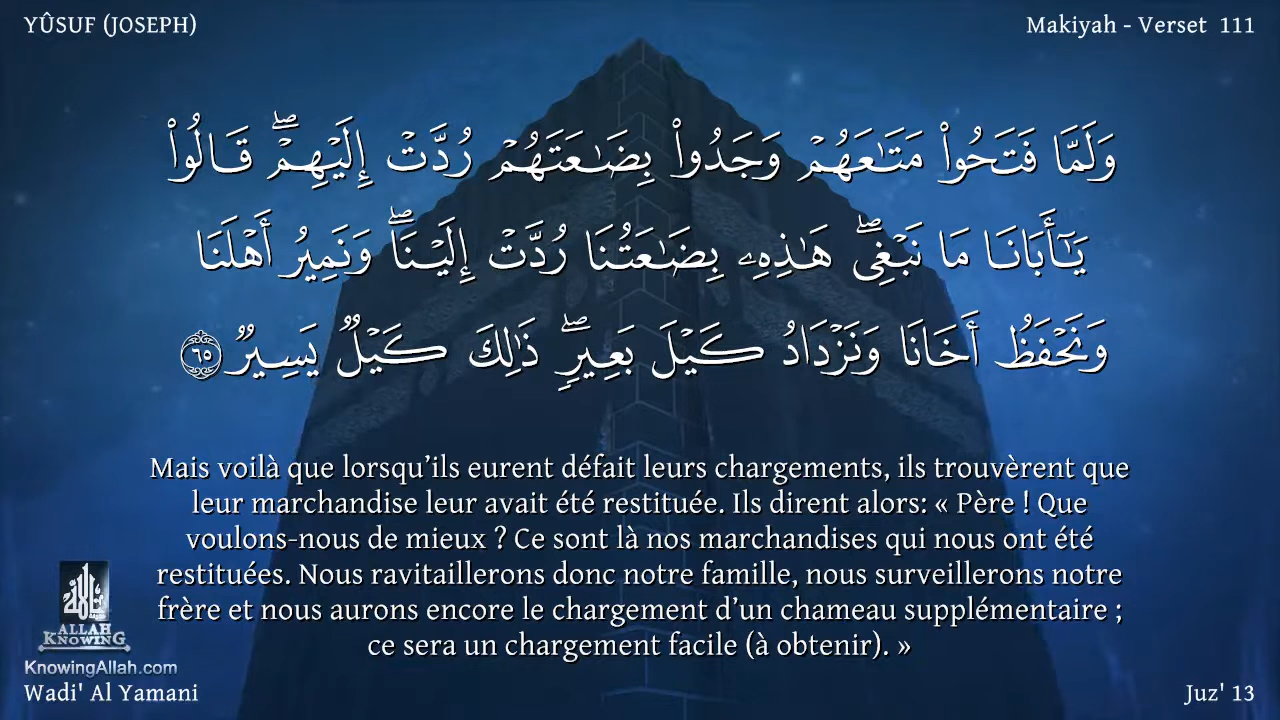 YÛSUF (JOSEPH)
Makiyah - Verset 111
وَلَمَّا فَتَحُوا۟ مَتَـٰعَهُمْ وَجَدُوا۟ بِضَـٰعَتَهُمْ رُدَّتْ إِلَيْهِمْ ۖ قَالُوا۟
يَـٰٓأَبَانَا مَا نَبْغِى ۖ هَـٰذِهِۦ بِضَـٰعَتُنَا رُدَّتْ إِلَيْنَا ۖ وَنَمِيرُ أَهْلَنَا
وَنَحْفَظُ أَخَانَا وَنَزْدَادُ كَيْلَ بَعِيرٍ ۖ ذَٰلِكَ كَيْلٌ يَسِيرٌ ٦٥
Mais voilà que lorsqu’ils eurent défait leurs chargements, ils trouvèrent que
leur marchandise leur avait été restituée. Ils dirent alors: « Père ! Que
voulons-nous de mieux ? Ce sont là nos marchandises qui nous ont été
restituées. Nous ravitaillerons donc notre famille, nous surveillerons notre
frère et nous aurons encore le chargement d’un chameau supplémentaire ;
ce sera un chargement facile (à obtenir). »
ALLAH
KNOWING
KnowingAllah.com
Wadi' Al Yamani
Juz' 13